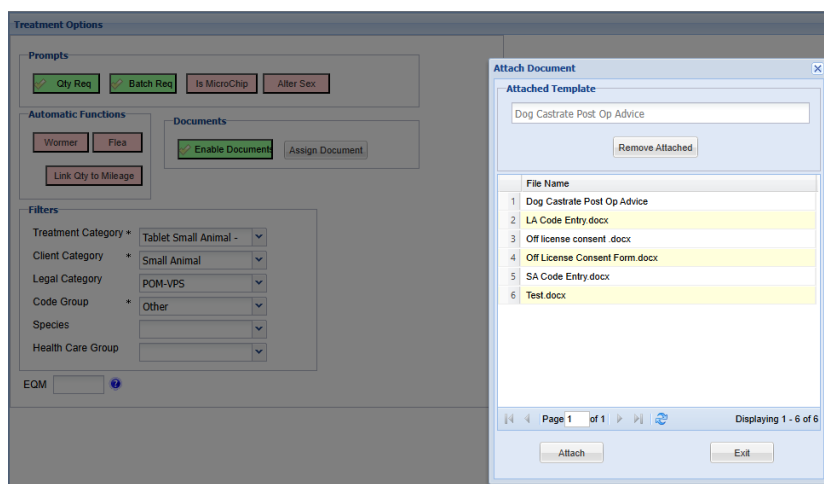 Treatment Options
Prompts
Qty Req Batch Req Is MicroChip Alter Sex
Automatic Functions
Wormer Flea
Link Qty to Mileage
Documents
Enable Documents Assign Document
Filters
Treatment Category * Tablet Small Animal -
Client Category * Small Animal
Legal Category POM-VPS
Code Group * Other
Species
Health Care Group
EQM ?
Attach Document
Attached Template
Dog Castrate Post Op Advice
Remove Attached
File Name
1 Dog Castrate Post Op Advice
2 LA Code Entry.docx
3 Off license consent .docx
4 Off License Consent Form.docx
5 SA Code Entry.docx
6 Test.docx
Page 1 of 1 Displaying 1 - 6 of 6
Attach Exit